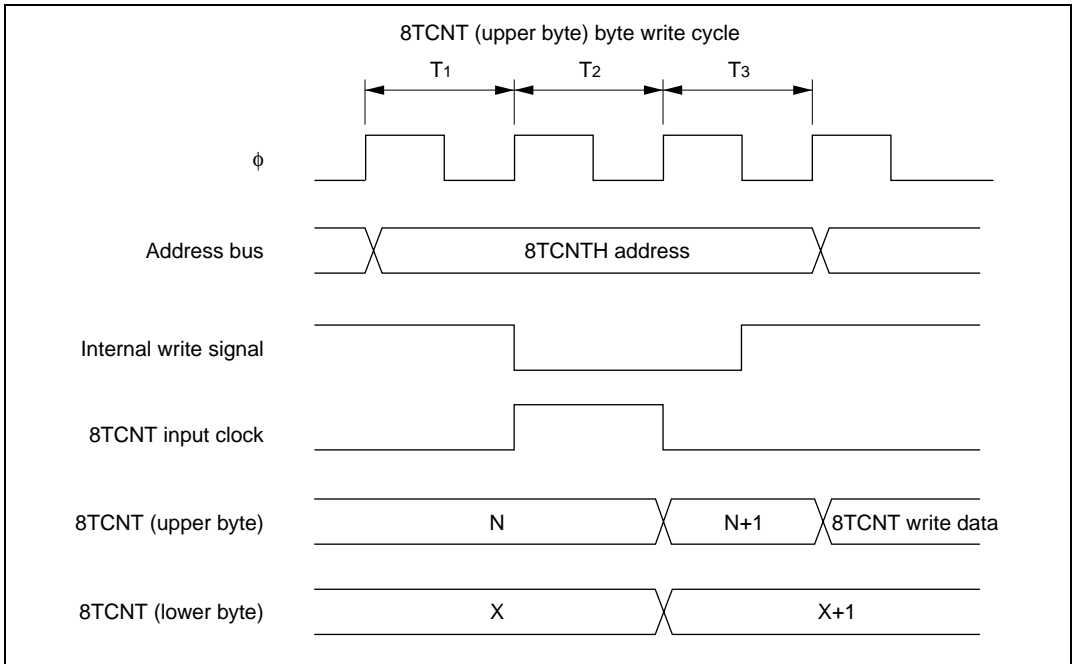 8TCNT (upper byte) byte write cycle
T1 T2 T3
φ
Address bus 8TCNTH address
Internal write signal
8TCNT input clock
8TCNT (upper byte) N N+1 8TCNT write data
8TCNT (lower byte) X X+1